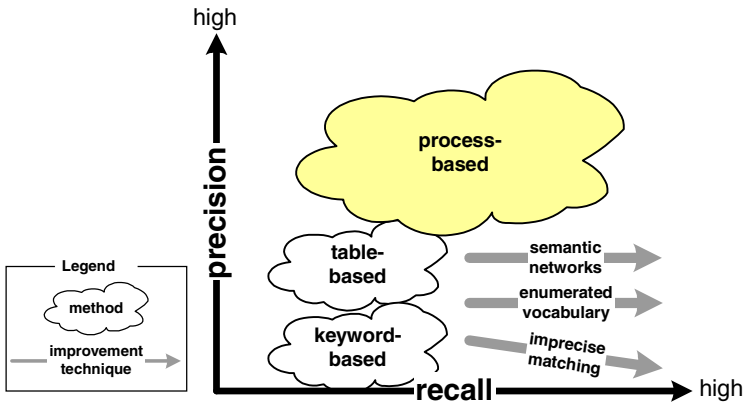 high
precision
process-
based
table-
based
keyword-
based
semantic
networks
enumerated
vocabulary
imprecise
matching
recall
high
Legend
method
improvement
technique